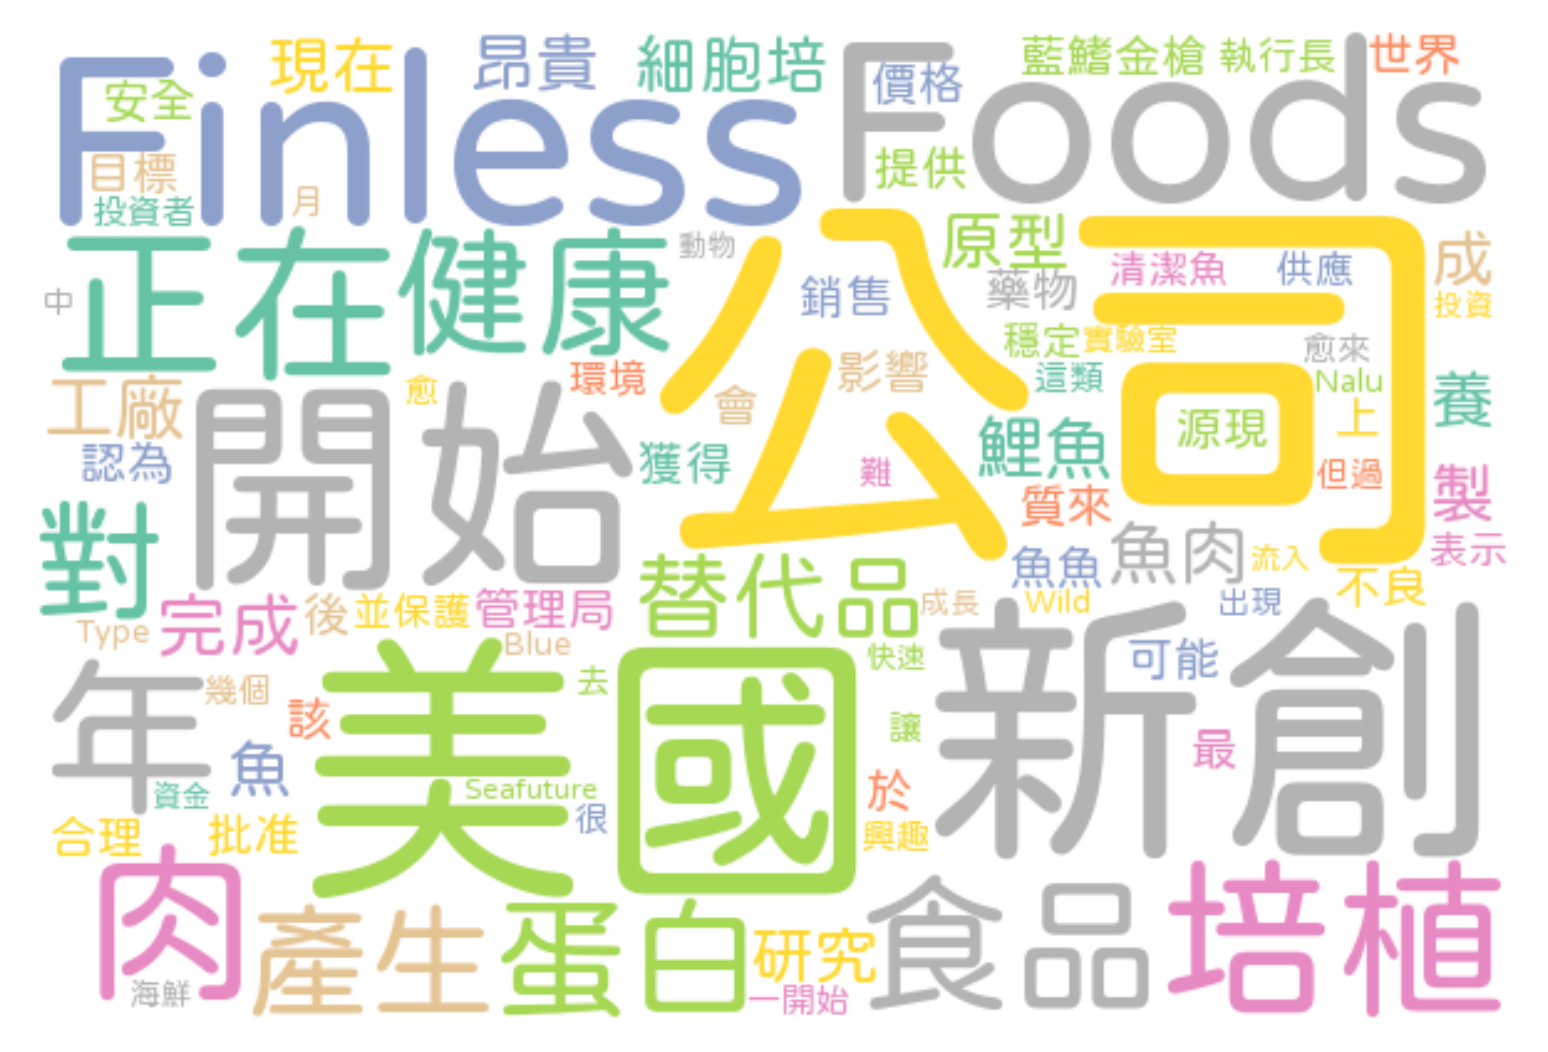 Finless
Foods
現在
昂貴
細胞培
藍鰭金槍
執行長
世界
安全
價格
目標
提供
投資者
月
正在
健康
動物
公司
原型
清潔魚
供應
成
中
銷售
藥物
投資
穩定
實驗室
愈來
工廠
愈
環境
會
影響
這類
Nalu
養
開始
認為
獲得
難
鯉魚
源現
上
但過
質來
製
對
魚魚
魚肉
流入
表示
替代品
不良
完成
後
並保護
管理局
成長
Wild
出現
Type
Blue
新創
年
幾個
該
美國
去
快速
可能
讓
最
魚
資金
Seafuture
很
於
合理
批准
興趣
肉
產生
蛋白
研究
食品
培植
海鮮
一開始